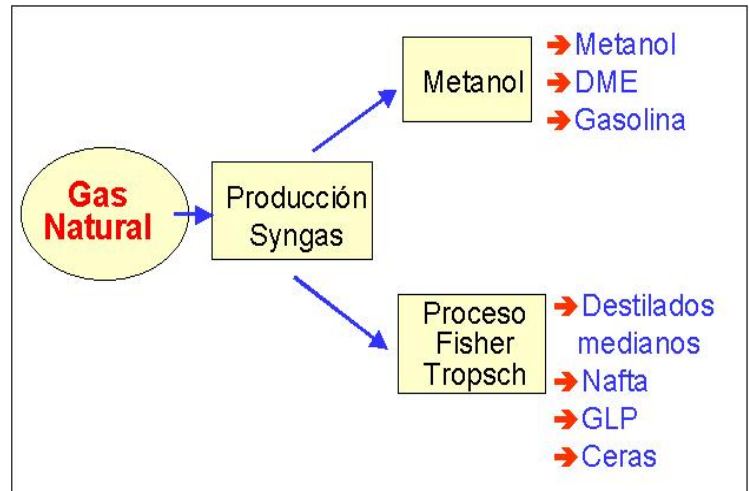 Gas
Natural
Producción
Syngas
Metanol
Metanol
DME
Gasolina
Proceso
Fisher
Tropsch
Destilados
medianos
Nafta
GLP
Ceras